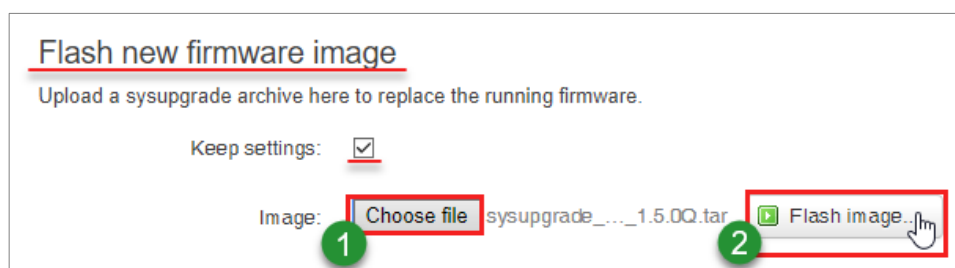 Flash new firmware image
Upload a sysupgrade archive here to replace the running firmware.
Keep settings:
Image: Choose file sysupgrade_..._1.5.0Q.tar Flash image...
1 2